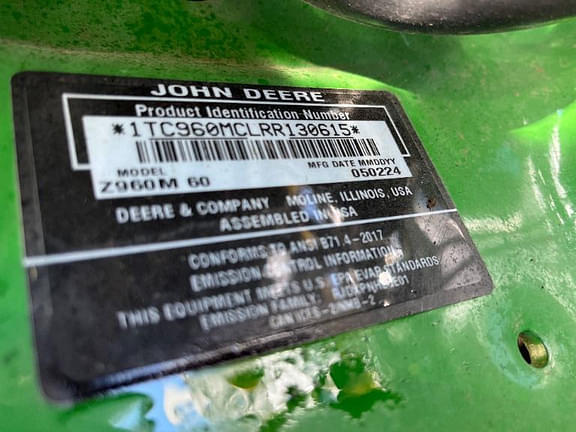 JOHN DEERE
Product Identification Number
*1TC960MCLRR130615*
MODEL MFG DATE MMDDYY
Z960M 60 050224
DEERE & COMPANY MOLINE, ILLINOIS, USA
ASSEMBLED IN USA
CONFORMS TO ANSI B71.4-2017
EMISSION CONTROL INFORMATION
THIS EQUIPMENT MEETS U.S. EPA EVAP STANDARDS
EMISSION FAMILY:
CAN